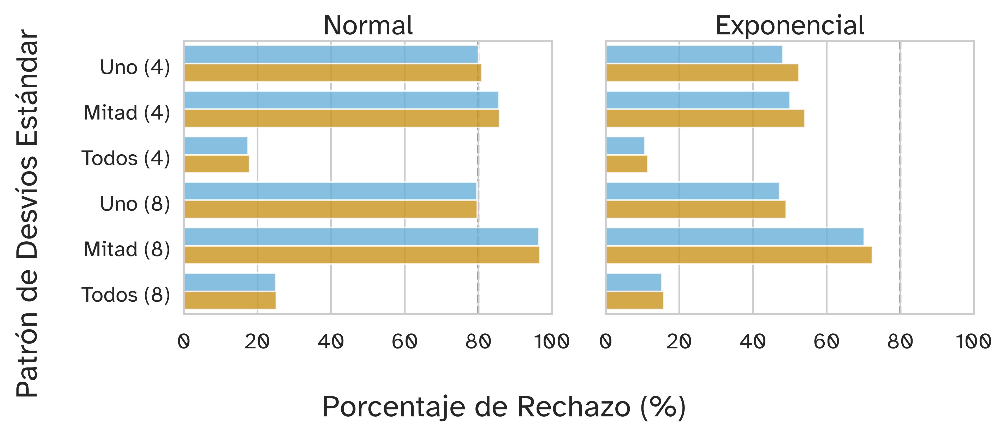 Normal
Exponencial
Patrón de Desvíos Estándar
Uno (4)
Mitad (4)
Todos (4)
Uno (8)
Mitad (8)
Todos (8)
0 20 40 60 80 100
0 20 40 60 80 100
Porcentaje de Rechazo (%)